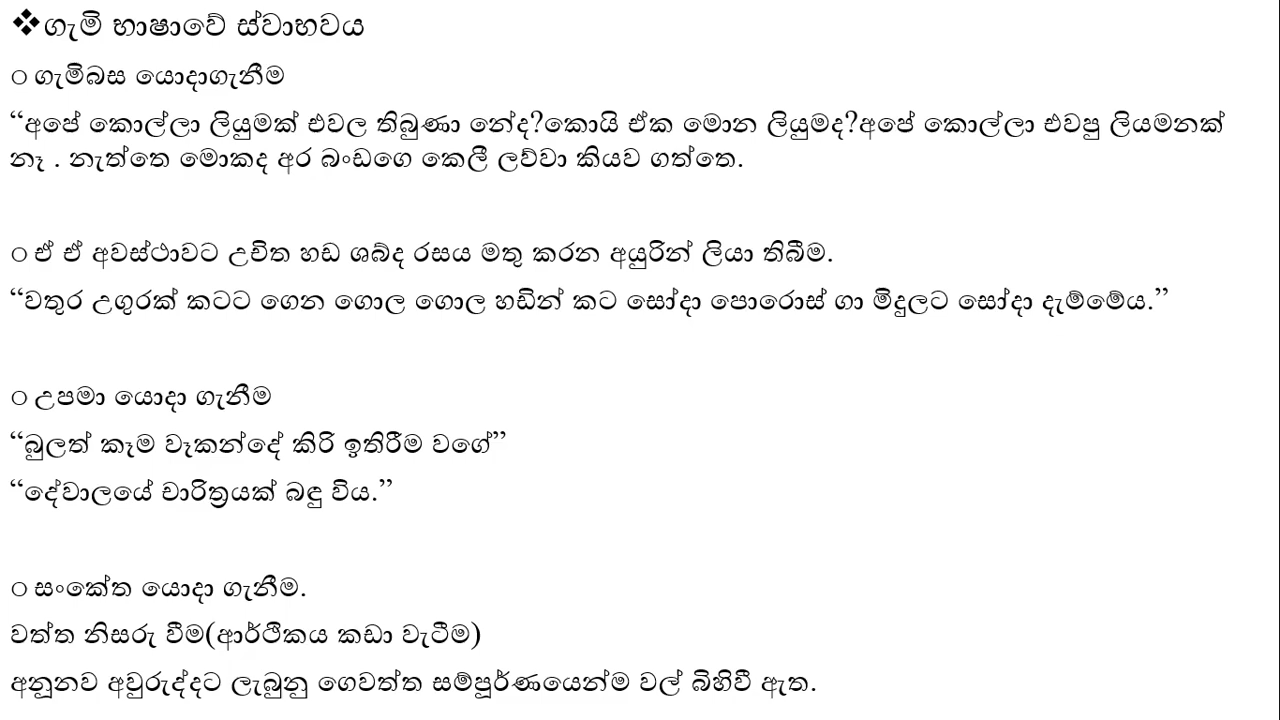 ❖ගැමි භාෂාවේ ස්වාභවය
○ ගැමිබස යොදාගැනීම
“අපේ කොල්ලා ලියුමක් එවල තිබුණා නේද?කොයි ඒක මොන ලියුමද?අපේ කොල්ලා එවපු ලියමනක්
නෑ . නැත්තෙ මොකද අර බංඩගෙ කෙලී ලව්වා කියව ගත්තෙ.
○ ඒ ඒ අවස්ථාවට උචිත හඩ ශබ්ද රසය මතු කරන අයුරින් ලියා තිබීම.
“වතුර උගුරක් කටට ගෙන ගොල ගොල හඩින් කට සෝදා පොරොස් ගා මිදුලට සෝදා දැම්මේය.”
○ උපමා යොදා ගැනීම
“බුලත් කෑම වෑකන්දේ කිරි ඉතිරීම වගේ”
“දේවාලයේ චාරිත්‍රයක් බඳු විය.”
○ සංකේත යොදා ගැනීම.
වත්ත නිසරු වීම(ආර්ථිකය කඩා වැටීම)
අනූනව අවුරුද්දට ලැබුනු ගෙවත්ත සම්පූර්ණයෙන්ම වල් බිහිවී ඇත.